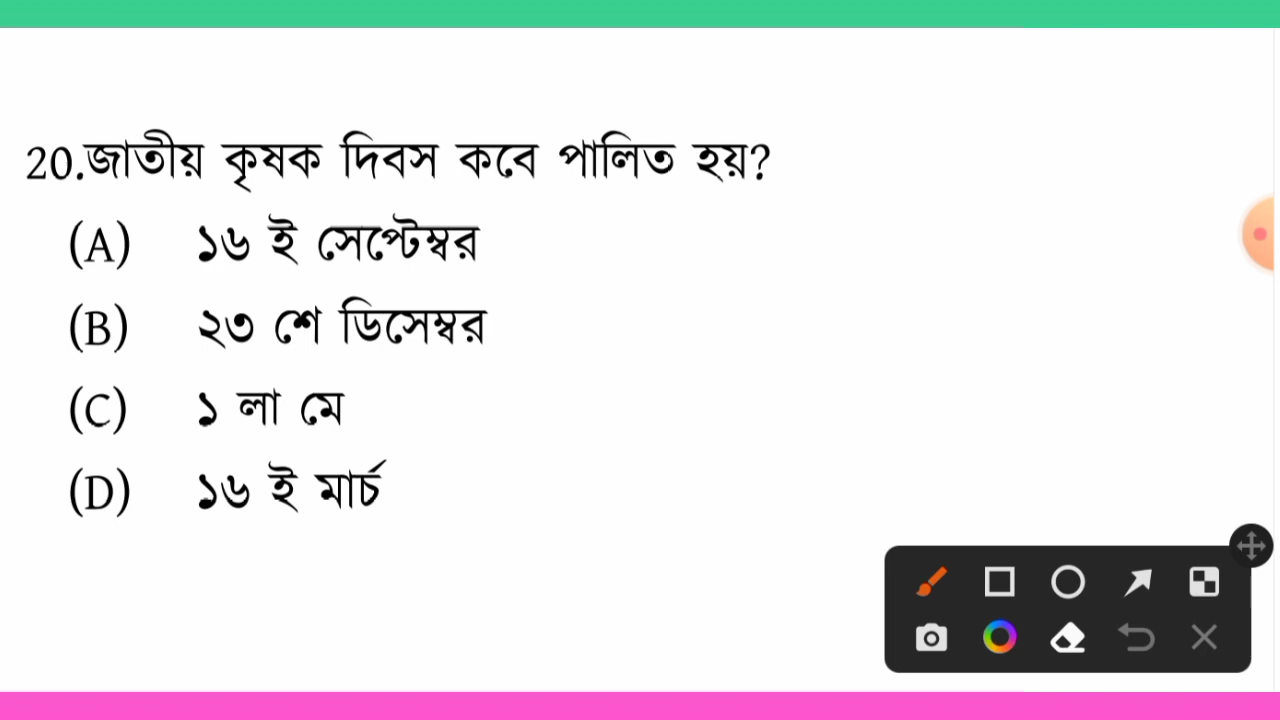 20.জাতীয় কৃষক দিবস কবে পালিত হয়?
(A) ১৬ ই সেপ্টেম্বর
(B) ২৩ শে ডিসেম্বর
(C) ১ লা মে
(D) ১৬ ই মার্চ